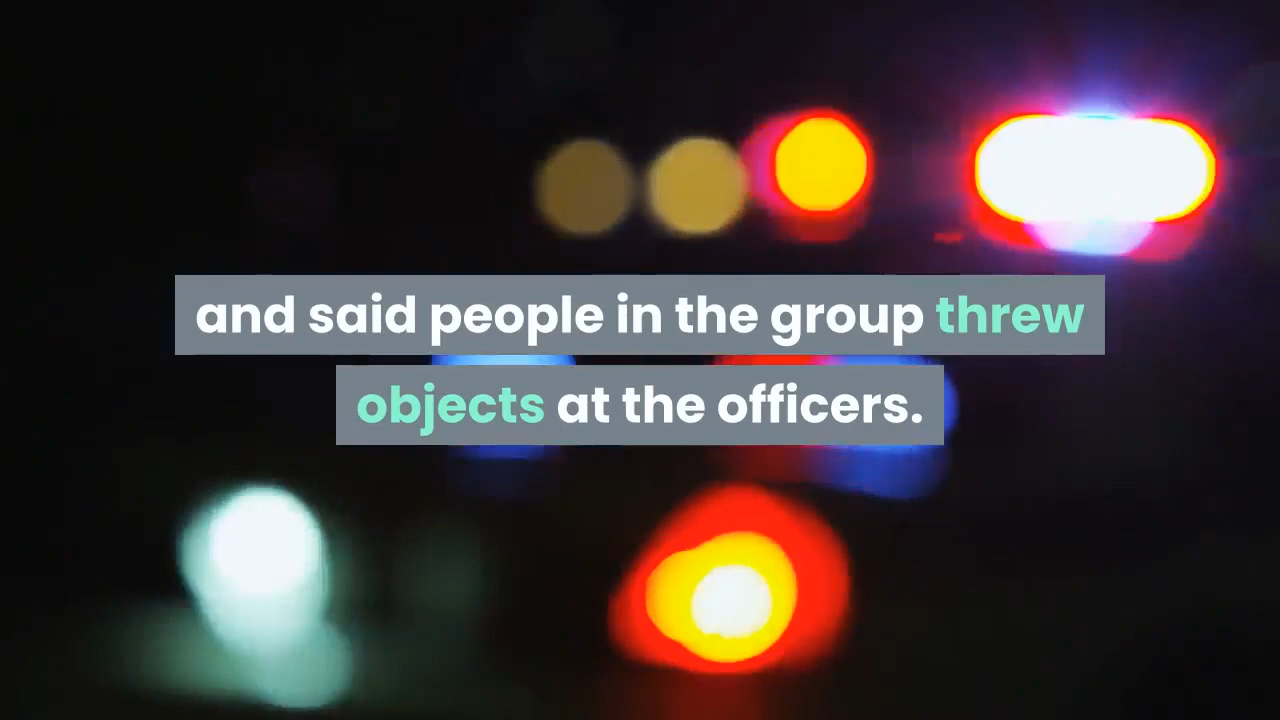 and said people in the group threw
objects at the officers.